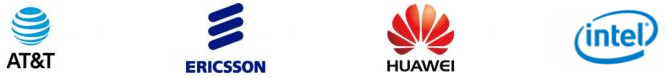 AT&T
ERICSSON
HUAWEI
intel